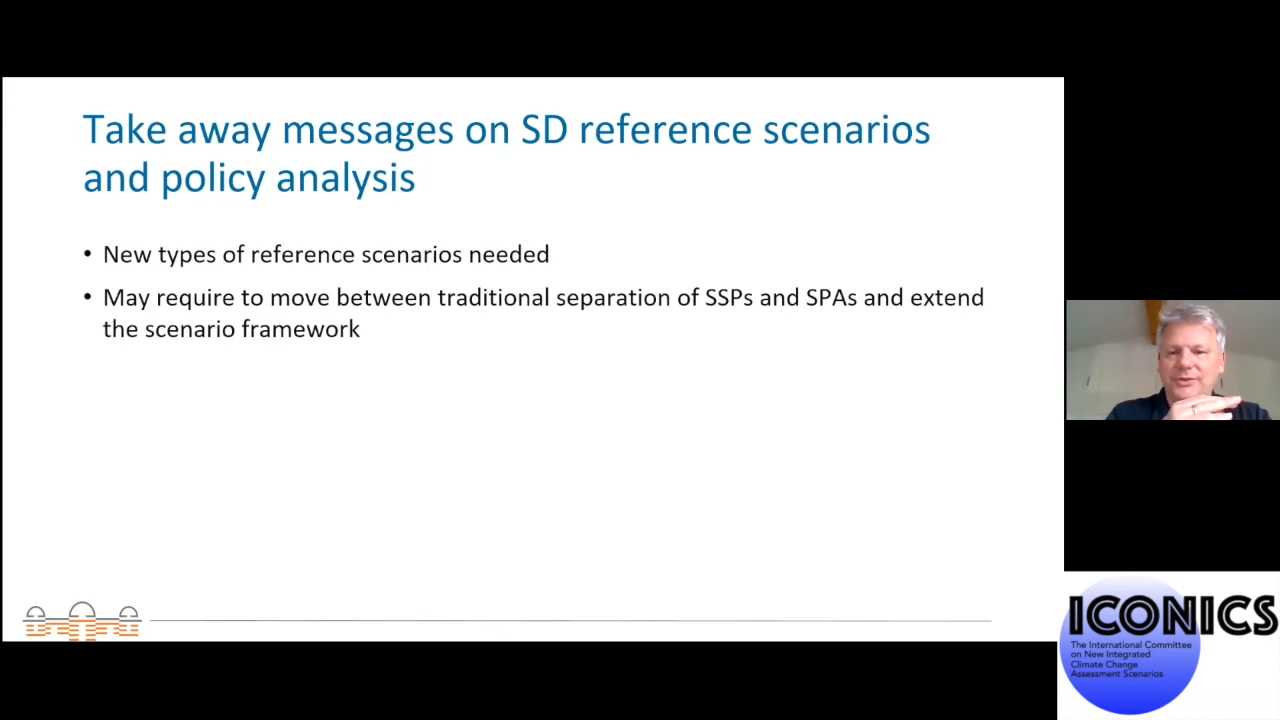 Take away messages on SD reference scenarios
and policy analysis
• New types of reference scenarios needed
• May require to move between traditional separation of SSPs and SPAs and extend
the scenario framework
ICONICS
The International Committee
on New Integrated
Climate Change
Assessment Scenarios